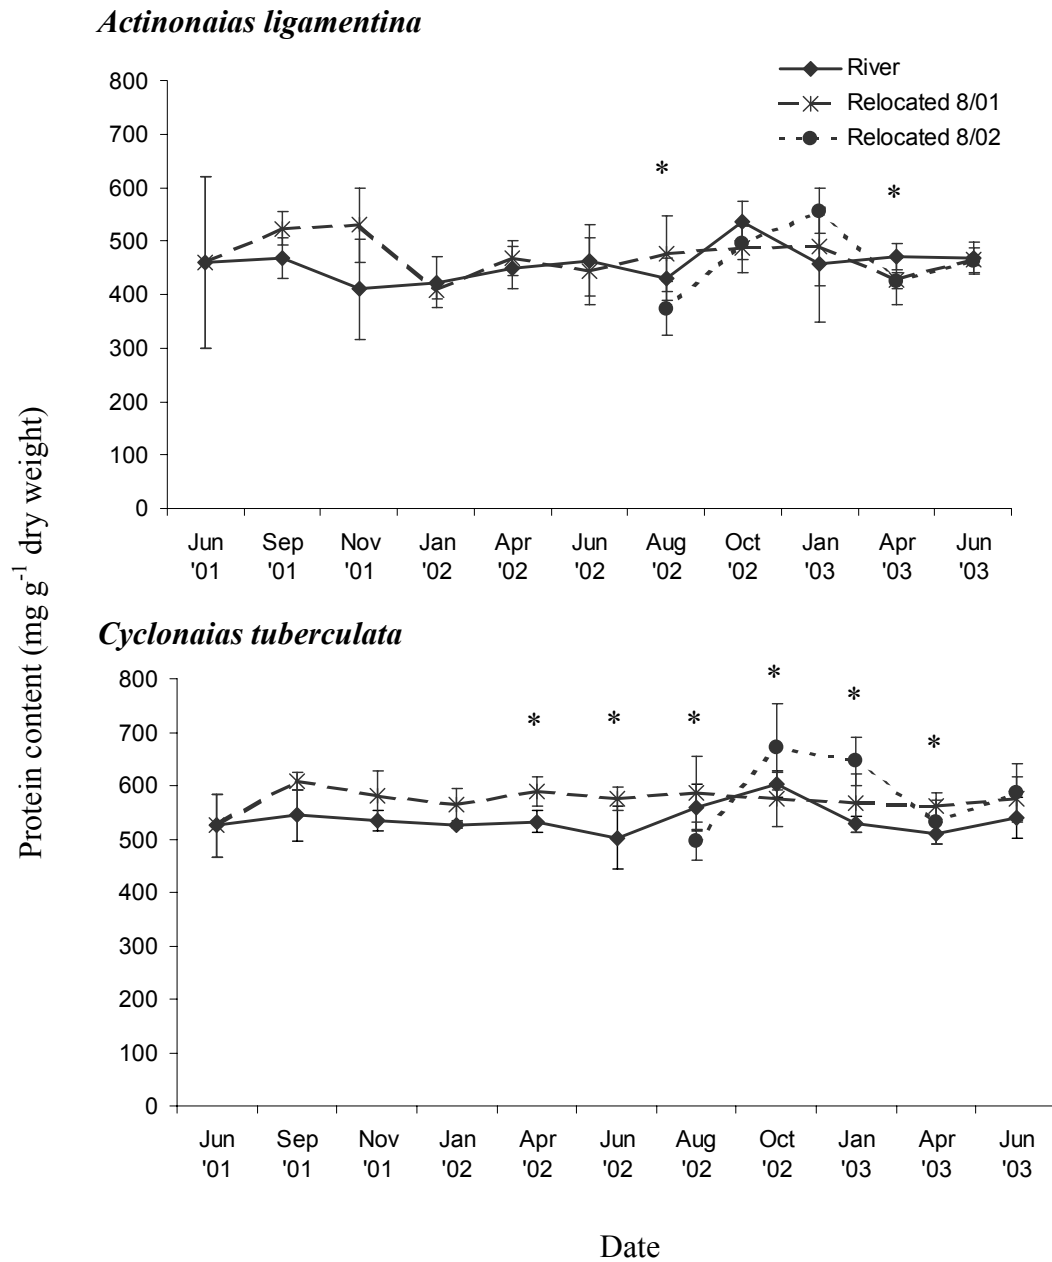 Actinonaias ligamentina
River
Relocated 8/01
Relocated 8/02
800
700
600
500
400
300
200
100
0
*
*
Jun Sep Nov Jan Apr Jun Aug Oct Jan Apr Jun
'01 '01 '01 '02 '02 '02 '02 '02 '03 '03 '03
Protein content (mg g-1 dry weight)
Cyclonaias tuberculata
800
700
600
500
400
300
200
100
0
* * * * * *
Jun Sep Nov Jan Apr Jun Aug Oct Jan Apr Jun
'01 '01 '01 '02 '02 '02 '02 '02 '03 '03 '03
Date